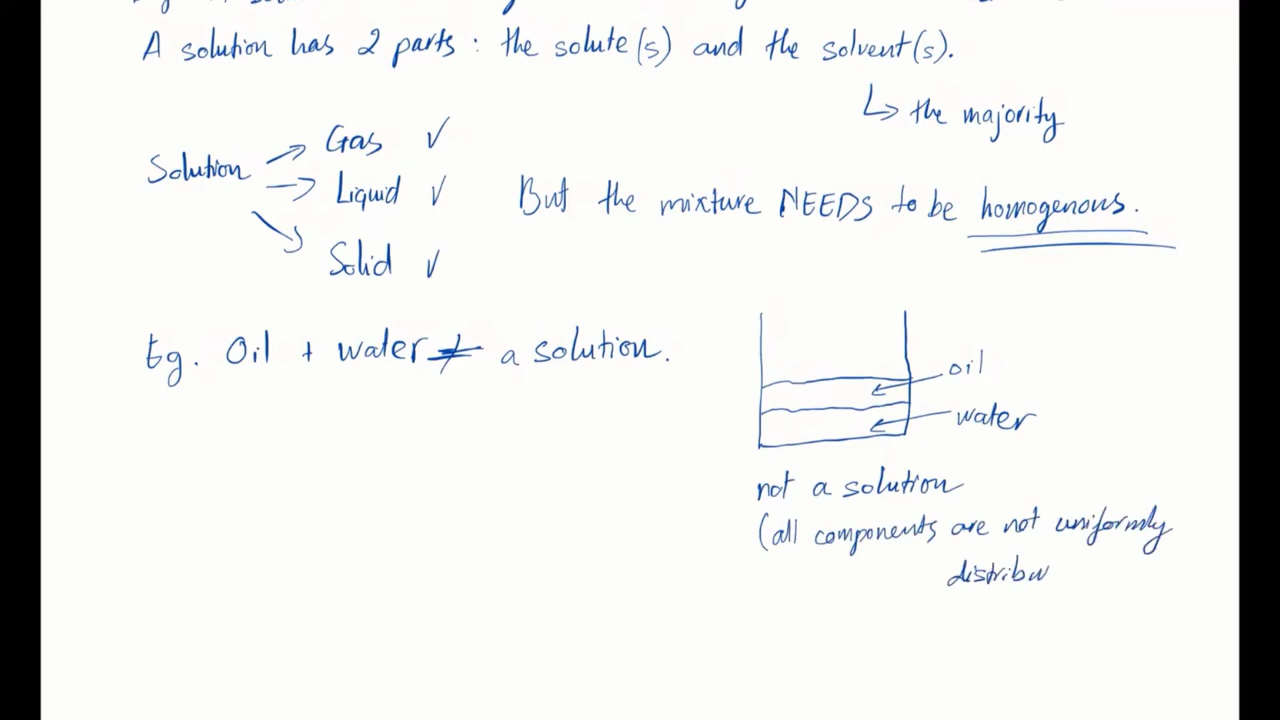 A solution has 2 parts : the solute(s) and the solvent(s).
↳ the majority
Solution → Gas ✓
→ Liquid ✓
→ Solid ✓
But the mixture NEEDS to be homogenous.
Eg. Oil + water ≠ a solution.
oil
water
not a solution
(all components are not uniformly
distribu